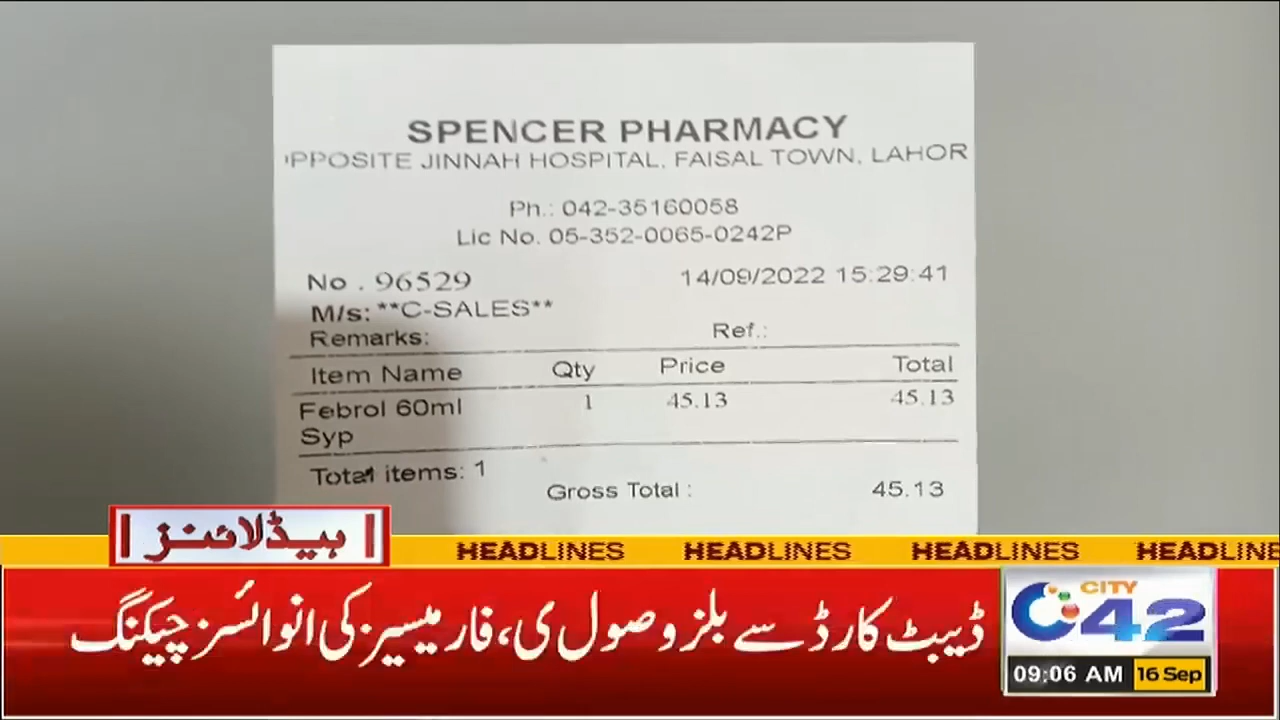 SPENCER PHARMACY
PPOSITE JINNAH HOSPITAL, FAISAL TOWN, LAHOR
Ph.: 042-35160058
Lic No. 05-352-0065-0242P
No . 96529 14/09/2022 15:29:41
M/s: **C-SALES**
Remarks: Ref.:
Item Name Qty Price Total
Febrol 60ml 1 45.13 45.13
Syp
Total items: 1
Gross Total : 45.13
ہیڈلائنز
HEADLINES HEADLINES HEADLINES HEADLINE
ڈیبٹ کارڈ سے بلز وصولی، فارمیسیز کی انوائسز چیکنگ
CITY
42
09:06 AM 16 Sep